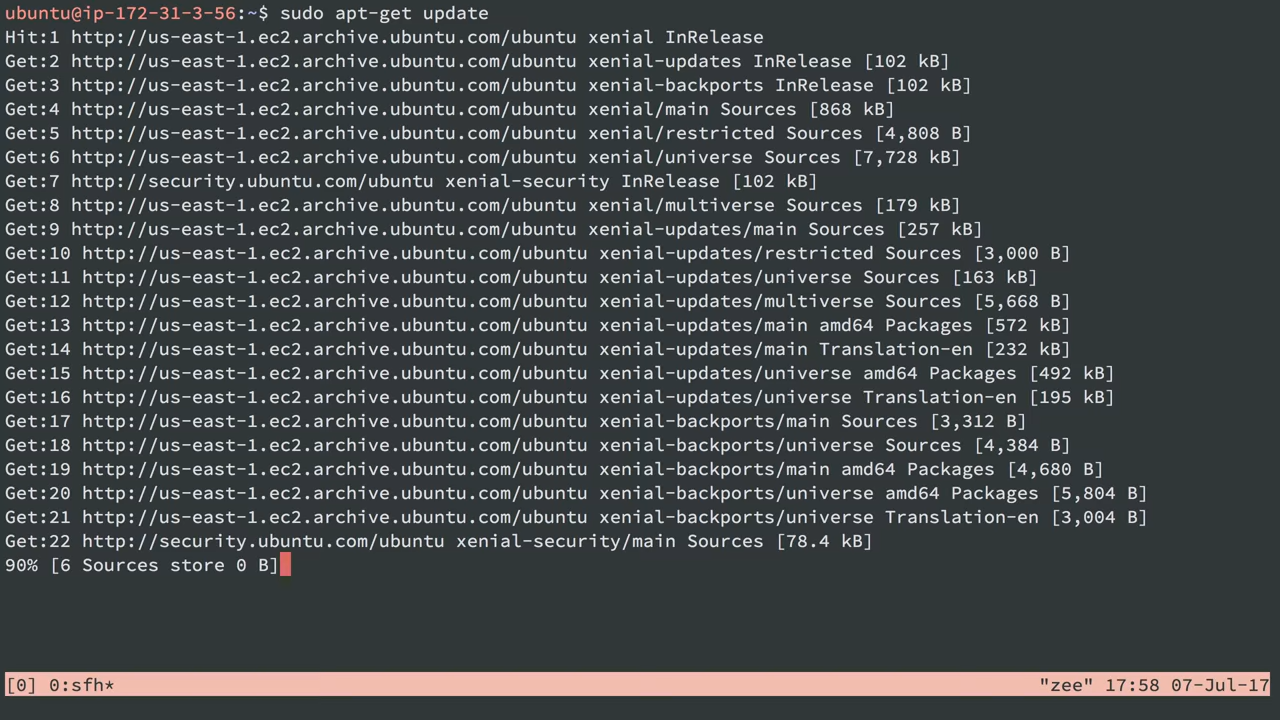 ubuntu@ip-172-31-3-56:~$ sudo apt-get update
Hit:1 http://us-east-1.ec2.archive.ubuntu.com/ubuntu xenial InRelease
Get:2 http://us-east-1.ec2.archive.ubuntu.com/ubuntu xenial-updates InRelease [102 kB]
Get:3 http://us-east-1.ec2.archive.ubuntu.com/ubuntu xenial-backports InRelease [102 kB]
Get:4 http://us-east-1.ec2.archive.ubuntu.com/ubuntu xenial/main Sources [868 kB]
Get:5 http://us-east-1.ec2.archive.ubuntu.com/ubuntu xenial/restricted Sources [4,808 B]
Get:6 http://us-east-1.ec2.archive.ubuntu.com/ubuntu xenial/universe Sources [7,728 kB]
Get:7 http://security.ubuntu.com/ubuntu xenial-security InRelease [102 kB]
Get:8 http://us-east-1.ec2.archive.ubuntu.com/ubuntu xenial/multiverse Sources [179 kB]
Get:9 http://us-east-1.ec2.archive.ubuntu.com/ubuntu xenial-updates/main Sources [257 kB]
Get:10 http://us-east-1.ec2.archive.ubuntu.com/ubuntu xenial-updates/restricted Sources [3,000 B]
Get:11 http://us-east-1.ec2.archive.ubuntu.com/ubuntu xenial-updates/universe Sources [163 kB]
Get:12 http://us-east-1.ec2.archive.ubuntu.com/ubuntu xenial-updates/multiverse Sources [5,668 B]
Get:13 http://us-east-1.ec2.archive.ubuntu.com/ubuntu xenial-updates/main amd64 Packages [572 kB]
Get:14 http://us-east-1.ec2.archive.ubuntu.com/ubuntu xenial-updates/main Translation-en [232 kB]
Get:15 http://us-east-1.ec2.archive.ubuntu.com/ubuntu xenial-updates/universe amd64 Packages [492 kB]
Get:16 http://us-east-1.ec2.archive.ubuntu.com/ubuntu xenial-updates/universe Translation-en [195 kB]
Get:17 http://us-east-1.ec2.archive.ubuntu.com/ubuntu xenial-backports/main Sources [3,312 B]
Get:18 http://us-east-1.ec2.archive.ubuntu.com/ubuntu xenial-backports/universe Sources [4,384 B]
Get:19 http://us-east-1.ec2.archive.ubuntu.com/ubuntu xenial-backports/main amd64 Packages [4,680 B]
Get:20 http://us-east-1.ec2.archive.ubuntu.com/ubuntu xenial-backports/universe amd64 Packages [5,804 B]
Get:21 http://us-east-1.ec2.archive.ubuntu.com/ubuntu xenial-backports/universe Translation-en [3,004 B]
Get:22 http://security.ubuntu.com/ubuntu xenial-security/main Sources [78.4 kB]
90% [6 Sources store 0 B]
[0] 0:sfh* "zee" 17:58 07-Jul-17